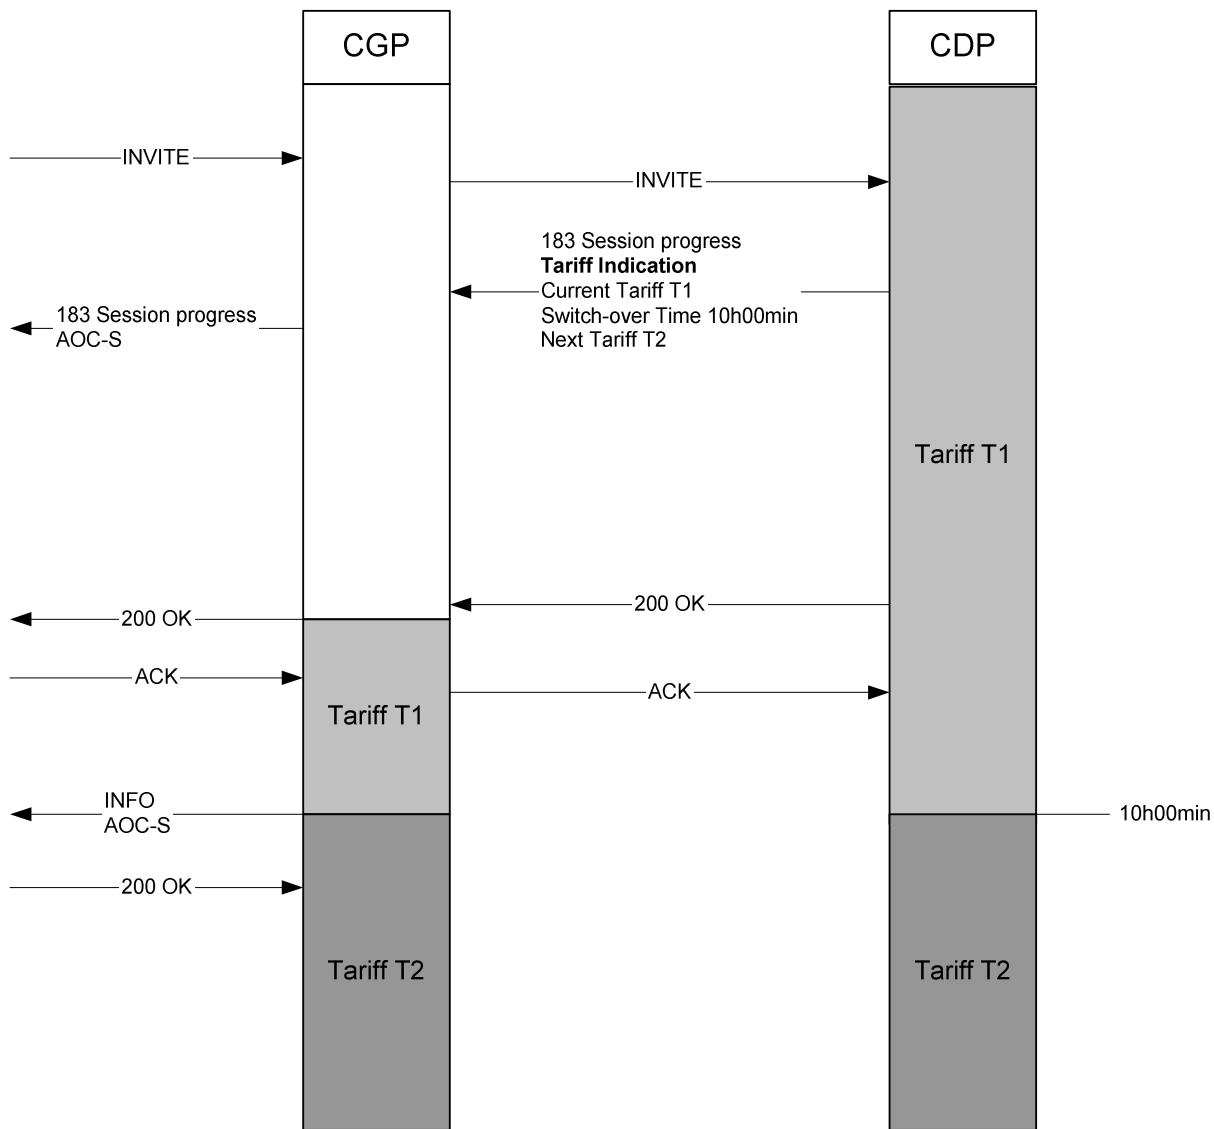 CGP
CDP
INVITE
INVITE
183 Session progress
Tariff Indication
Current Tariff T1
Switch-over Time 10h00min
Next Tariff T2
183 Session progress
AOC-S
Tariff T1
200 OK
200 OK
ACK
ACK
Tariff T1
INFO
AOC-S
10h00min
200 OK
Tariff T2
Tariff T2